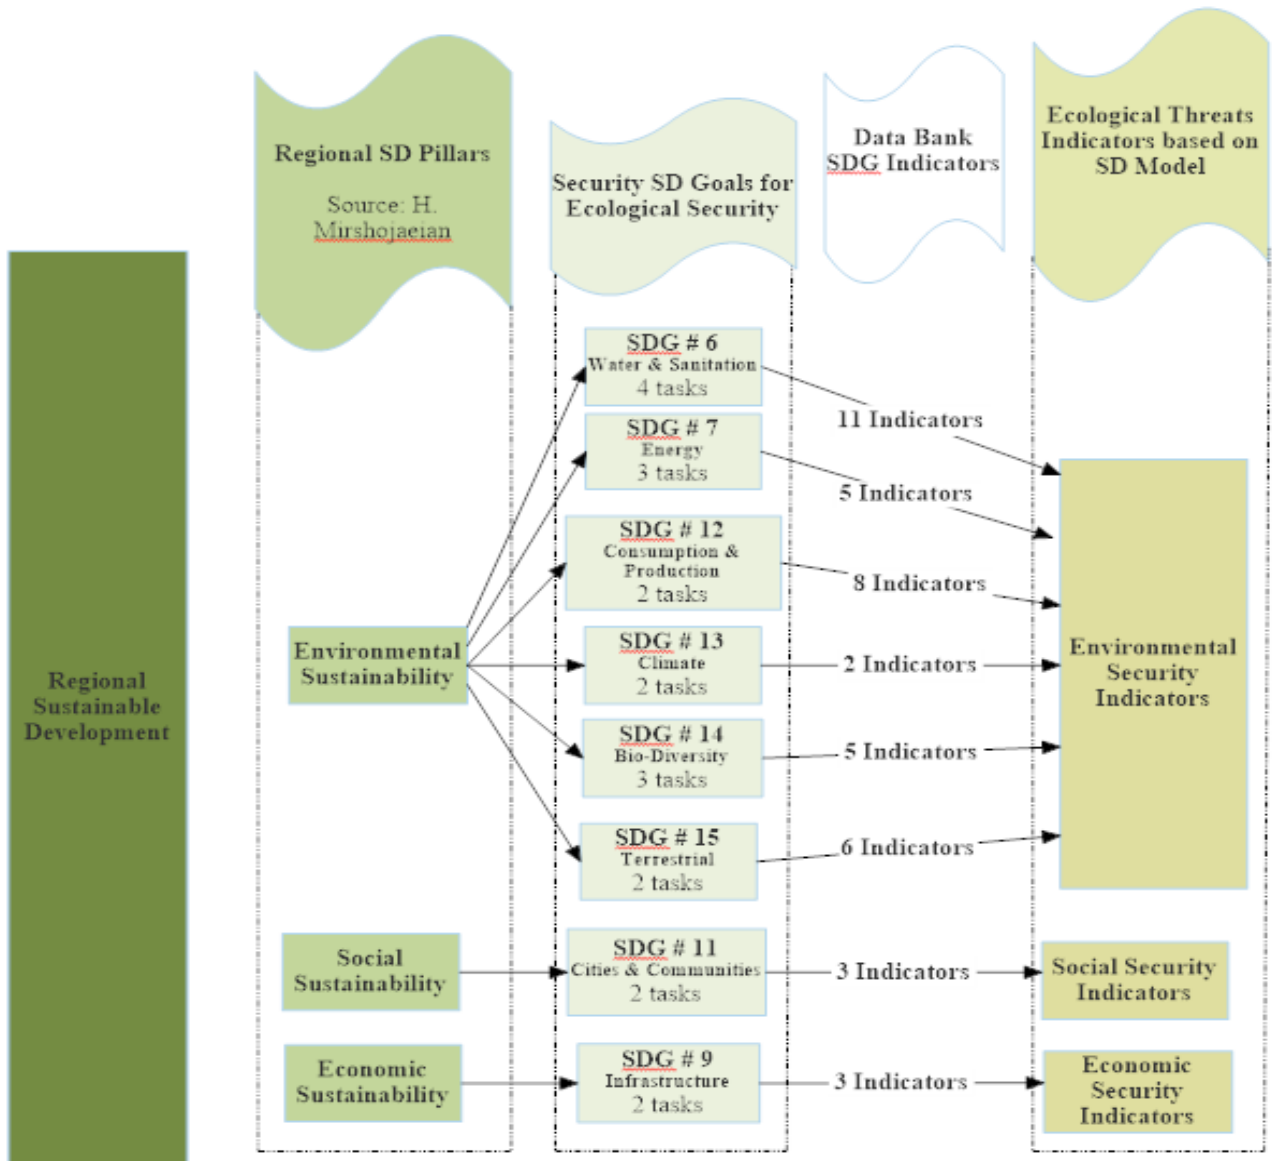 Regional SD Pillars
Source: H.
Mirshojaeian
Security SD Goals for
Ecological Security
Data Bank
SDG Indicators
Ecological Threats
Indicators based on
SD Model
Regional
Sustainable
Development
Environmental
Sustainability
Social
Sustainability
Economic
Sustainability
SDG # 6
Water & Sanitation
4 tasks
SDG # 7
Energy
3 tasks
SDG # 12
Consumption &
Production
2 tasks
SDG # 13
Climate
2 tasks
SDG # 14
Bio-Diversity
3 tasks
SDG # 15
Terrestrial
2 tasks
SDG # 11
Cities & Communities
2 tasks
SDG # 9
Infrastructure
2 tasks
11 Indicators
5 Indicators
8 Indicators
2 Indicators
5 Indicators
6 Indicators
3 Indicators
3 Indicators
Environmental
Security
Indicators
Social Security
Indicators
Economic
Security
Indicators